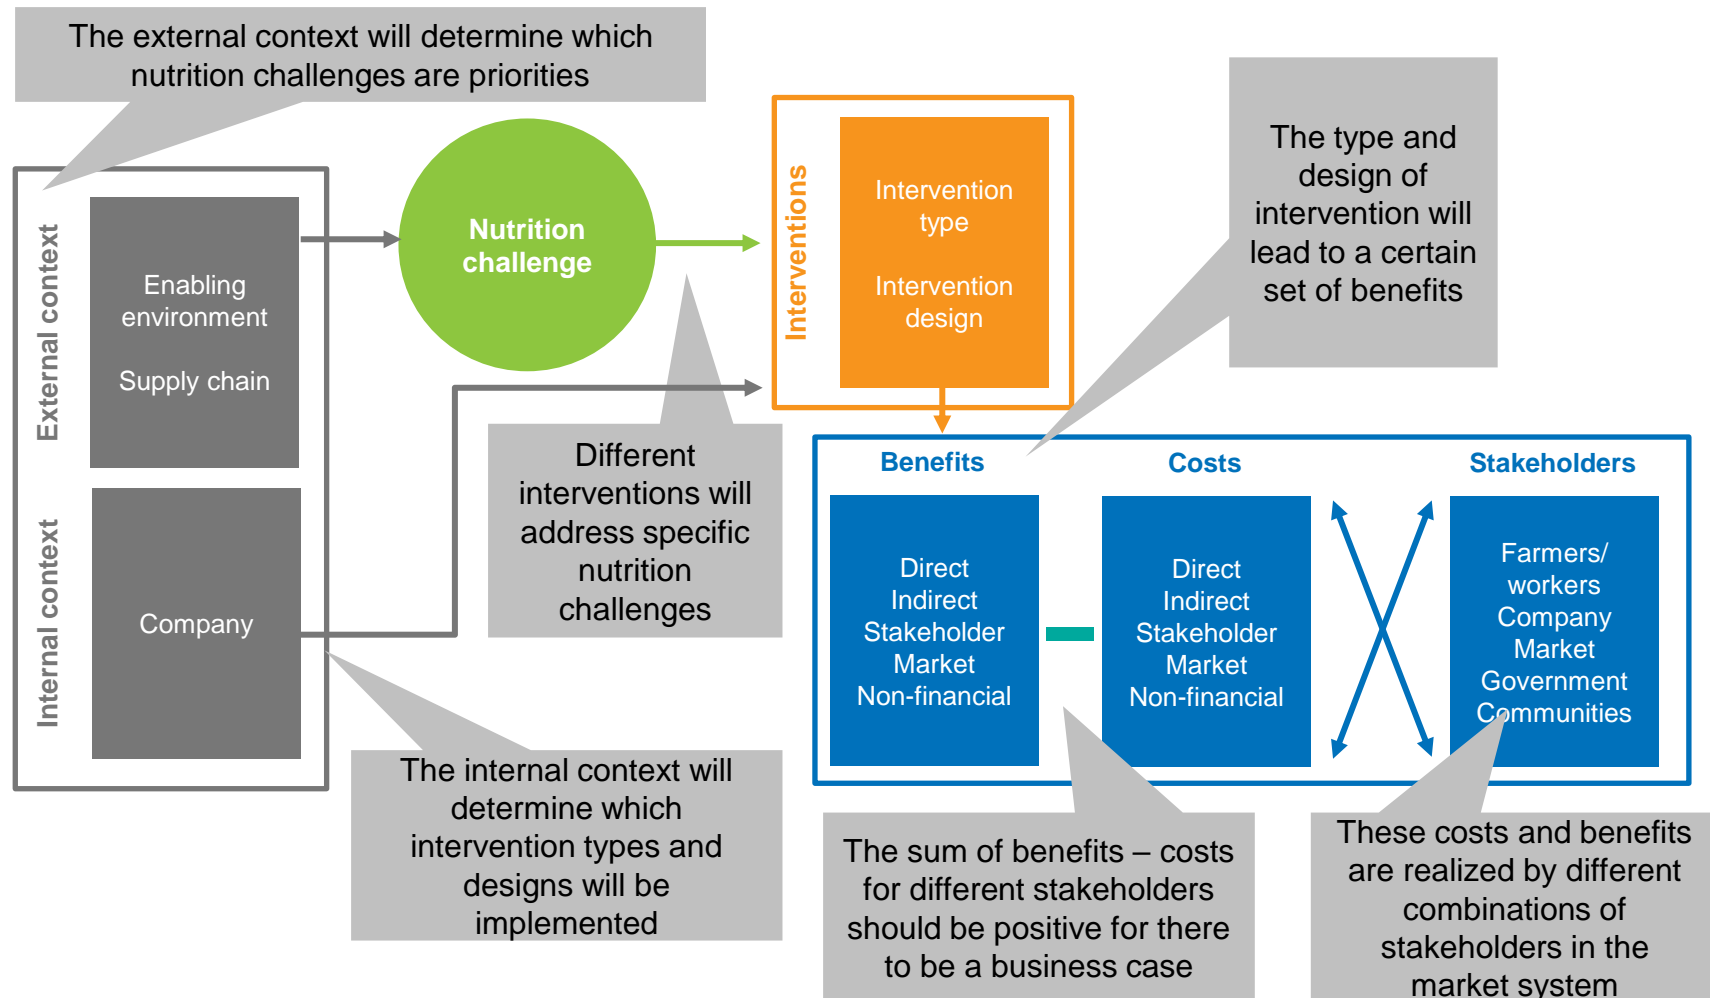 The external context will determine which
nutrition challenges are priorities
External context
Enabling
environment
Supply chain
Internal context
Company
Nutrition
challenge
Interventions
Intervention
type
Intervention
design
The type and
design of
intervention will
lead to a certain
set of benefits
Different
interventions will
address specific
nutrition
challenges
The internal context will
determine which
intervention types and
designs will be
implemented
Benefits
Direct
Indirect
Stakeholder
Market
Non-financial
Costs
Direct
Indirect
Stakeholder
Market
Non-financial
Stakeholders
Farmers/
workers
Company
Market
Government
Communities
The sum of benefits – costs
for different stakeholders
should be positive for there
to be a business case
These costs and benefits
are realized by different
combinations of
stakeholders in the
market system